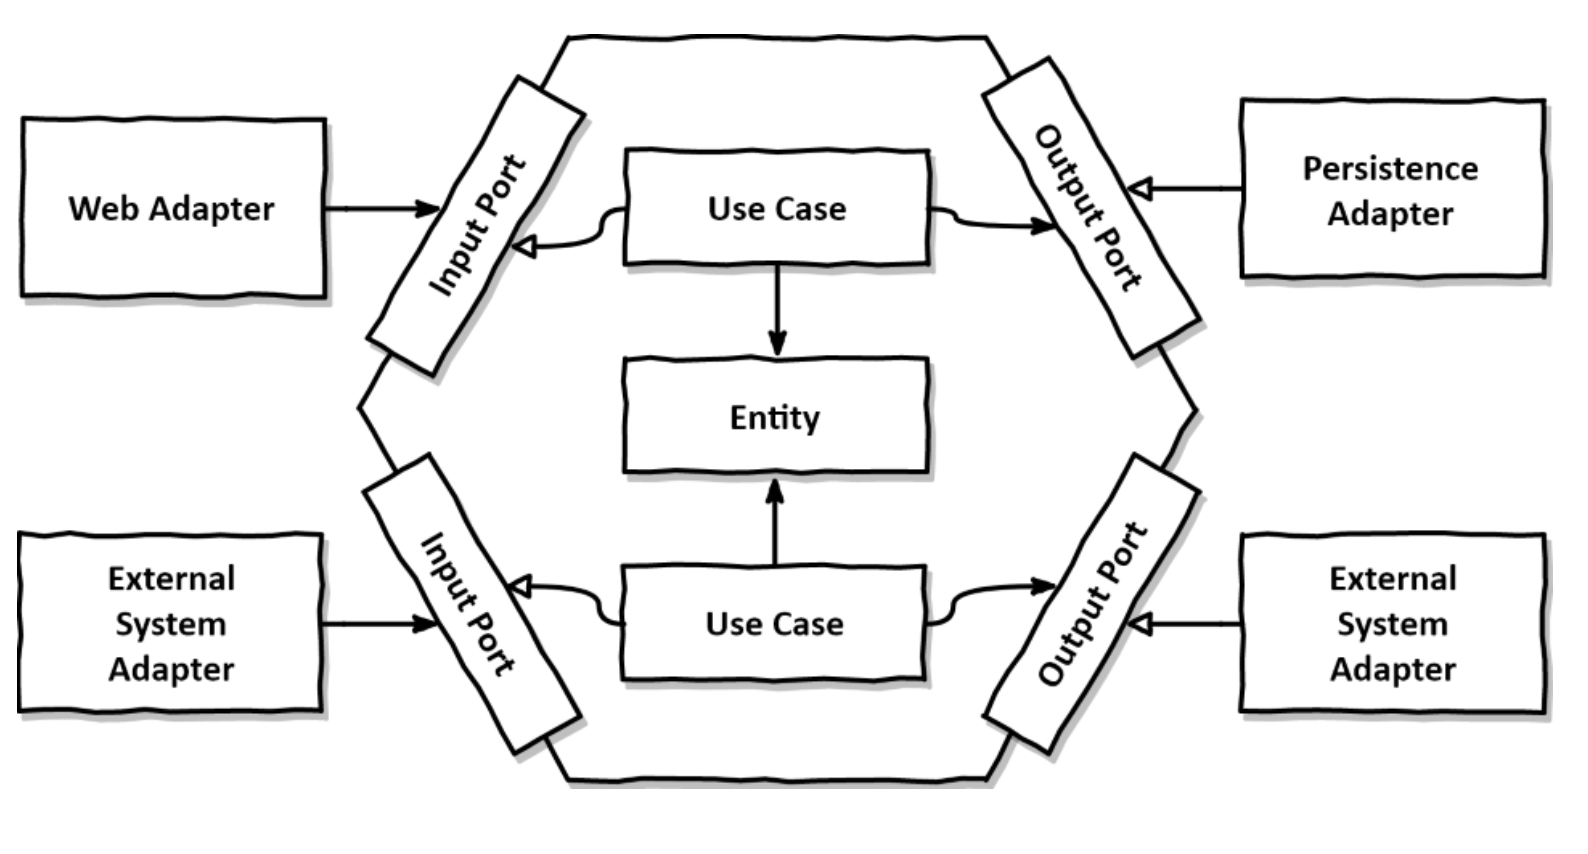 Web Adapter
Input Port
Use Case
Output Port
Persistence
Adapter
Entity
External
System
Adapter
Input Port
Use Case
Output Port
External
System
Adapter